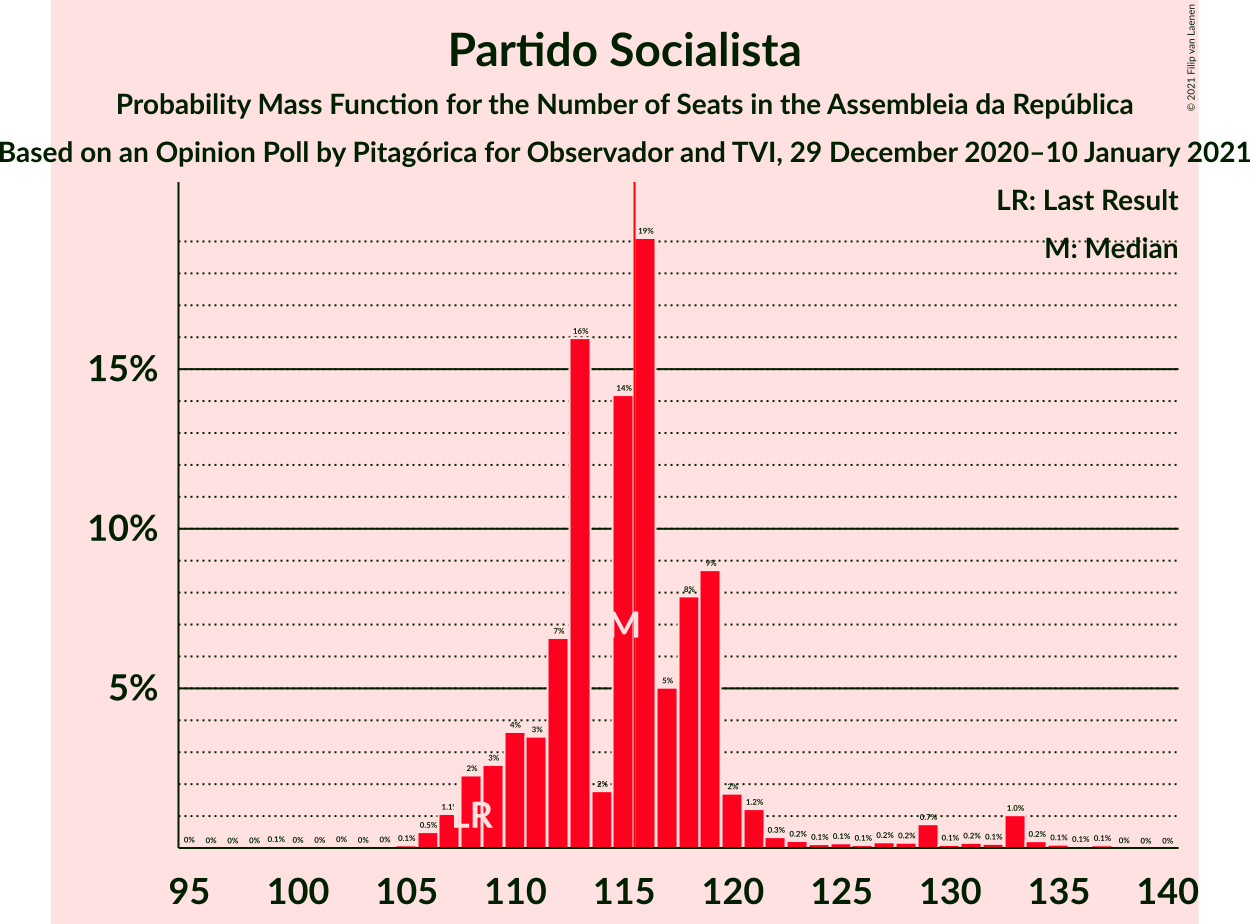 Partido Socialista
Probability Mass Function for the Number of Seats in the Assembleia da República
Based on an Opinion Poll by Pitagórica for Observador and TVI, 29 December 2020–10 January 2021
© 2021 Filip van Laenen
LR: Last Result
M: Median
15%
10%
5%
0% 0% 0% 0% 0.1% 0% 0% 0% 0% 0% 0.1% 0.5% 1.1% 2% 3% 4% 3% 7% 16% 2% 14% 19% 5% 8% 9% 2% 1.2% 0.3% 0.2% 0.1% 0.1% 0.1% 0.2% 0.2% 0.7% 0.1% 0.2% 0.1% 1.0% 0.2% 0.1% 0.1% 0.1% 0% 0% 0%
LR
M
95 100 105 110 115 120 125 130 135 140